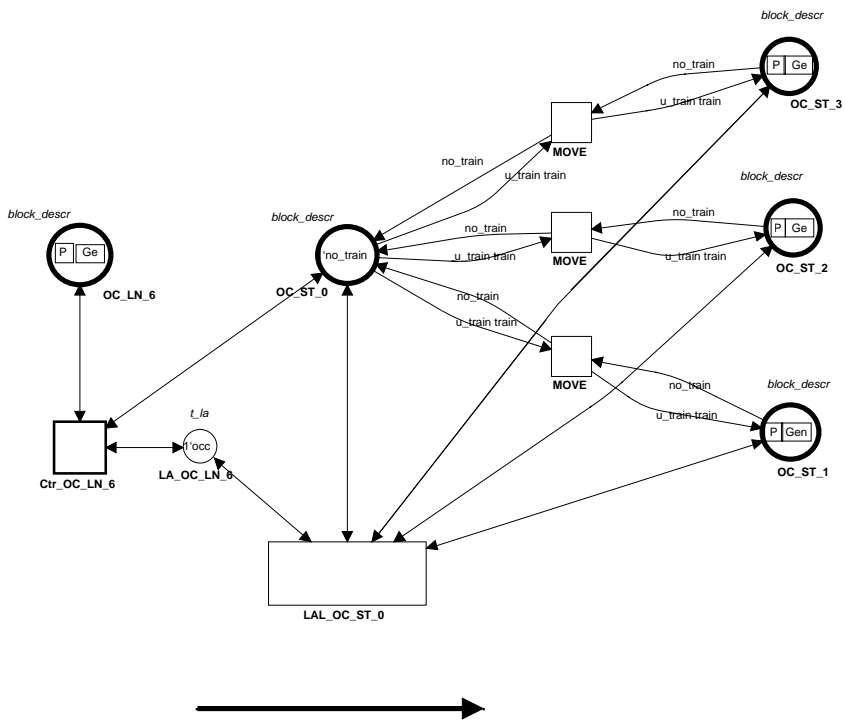 block_descr
P Ge
OC_ST_3
no_train
u_train train
MOVE
no_train
u_train train
block_descr
P Ge
OC_ST_2
no_train
u_train train
MOVE
no_train
u_train train
block_descr
'no_train
OC_ST_0
block_descr
P Ge
OC_LN_6
no_train
u_train train
MOVE
no_train
u_train train
block_descr
P Gen
OC_ST_1
t_la
1'occ
LA_OC_LN_6
Ctr_OC_LN_6
LAL_OC_ST_0